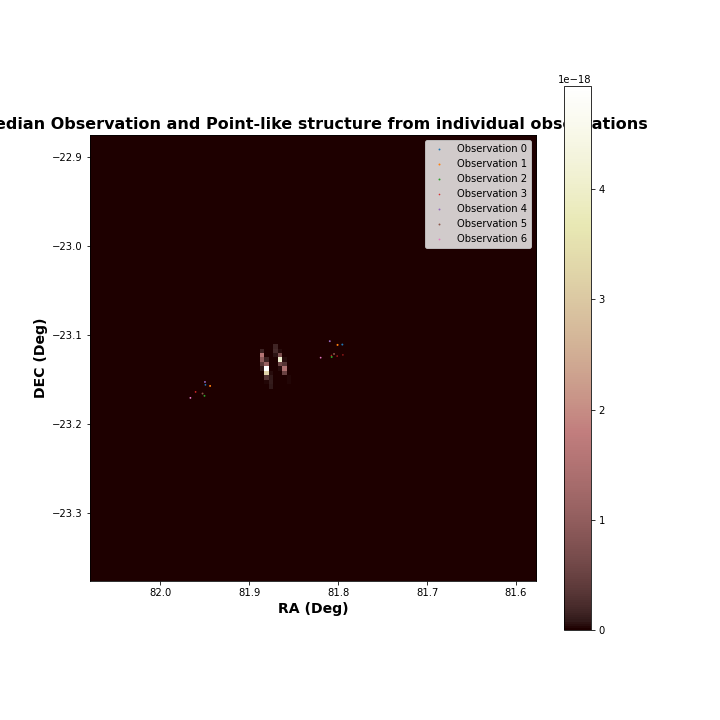 1e−18
edian Observation and Point-like structure from individual obs ations
Observation 0
Observation 1
Observation 2
Observation 3
Observation 4
Observation 5
Observation 6
−22.9
−23.0
−23.1
−23.2
−23.3
DEC (Deg)
82.0 81.9 81.8 81.7 81.6
RA (Deg)
4
3
2
1
0